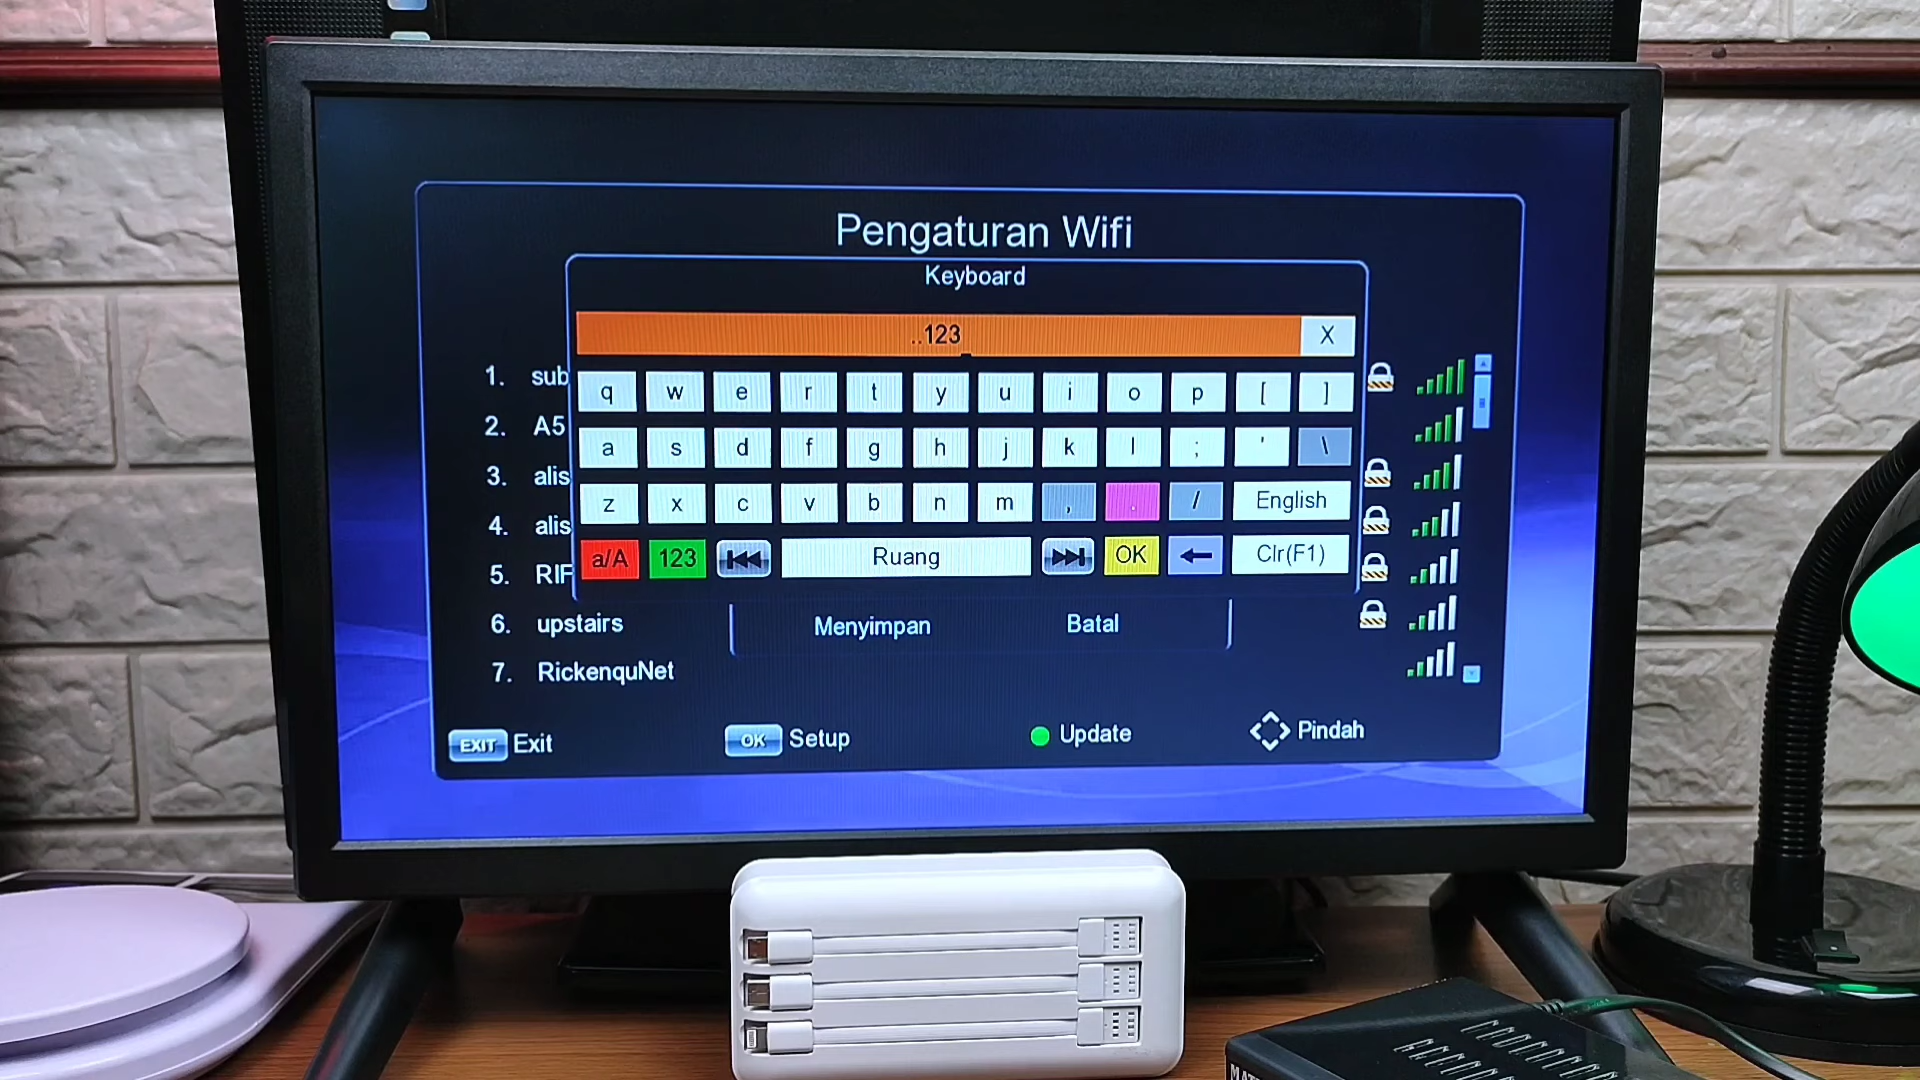 Pengaturan Wifi
Keyboard
..123 X
q w e r t y u i o p [ ]
a s d f g h j k l ; ' \
z x c v b n m , . / English
a/A 123 Ruang OK Clr(F1)
1. sub
2. A5
3. alis
4. alis
5. RIF
6. upstairs
7. RickenquNet
Menyimpan Batal
EXIT Exit OK Setup Update Pindah
MAT